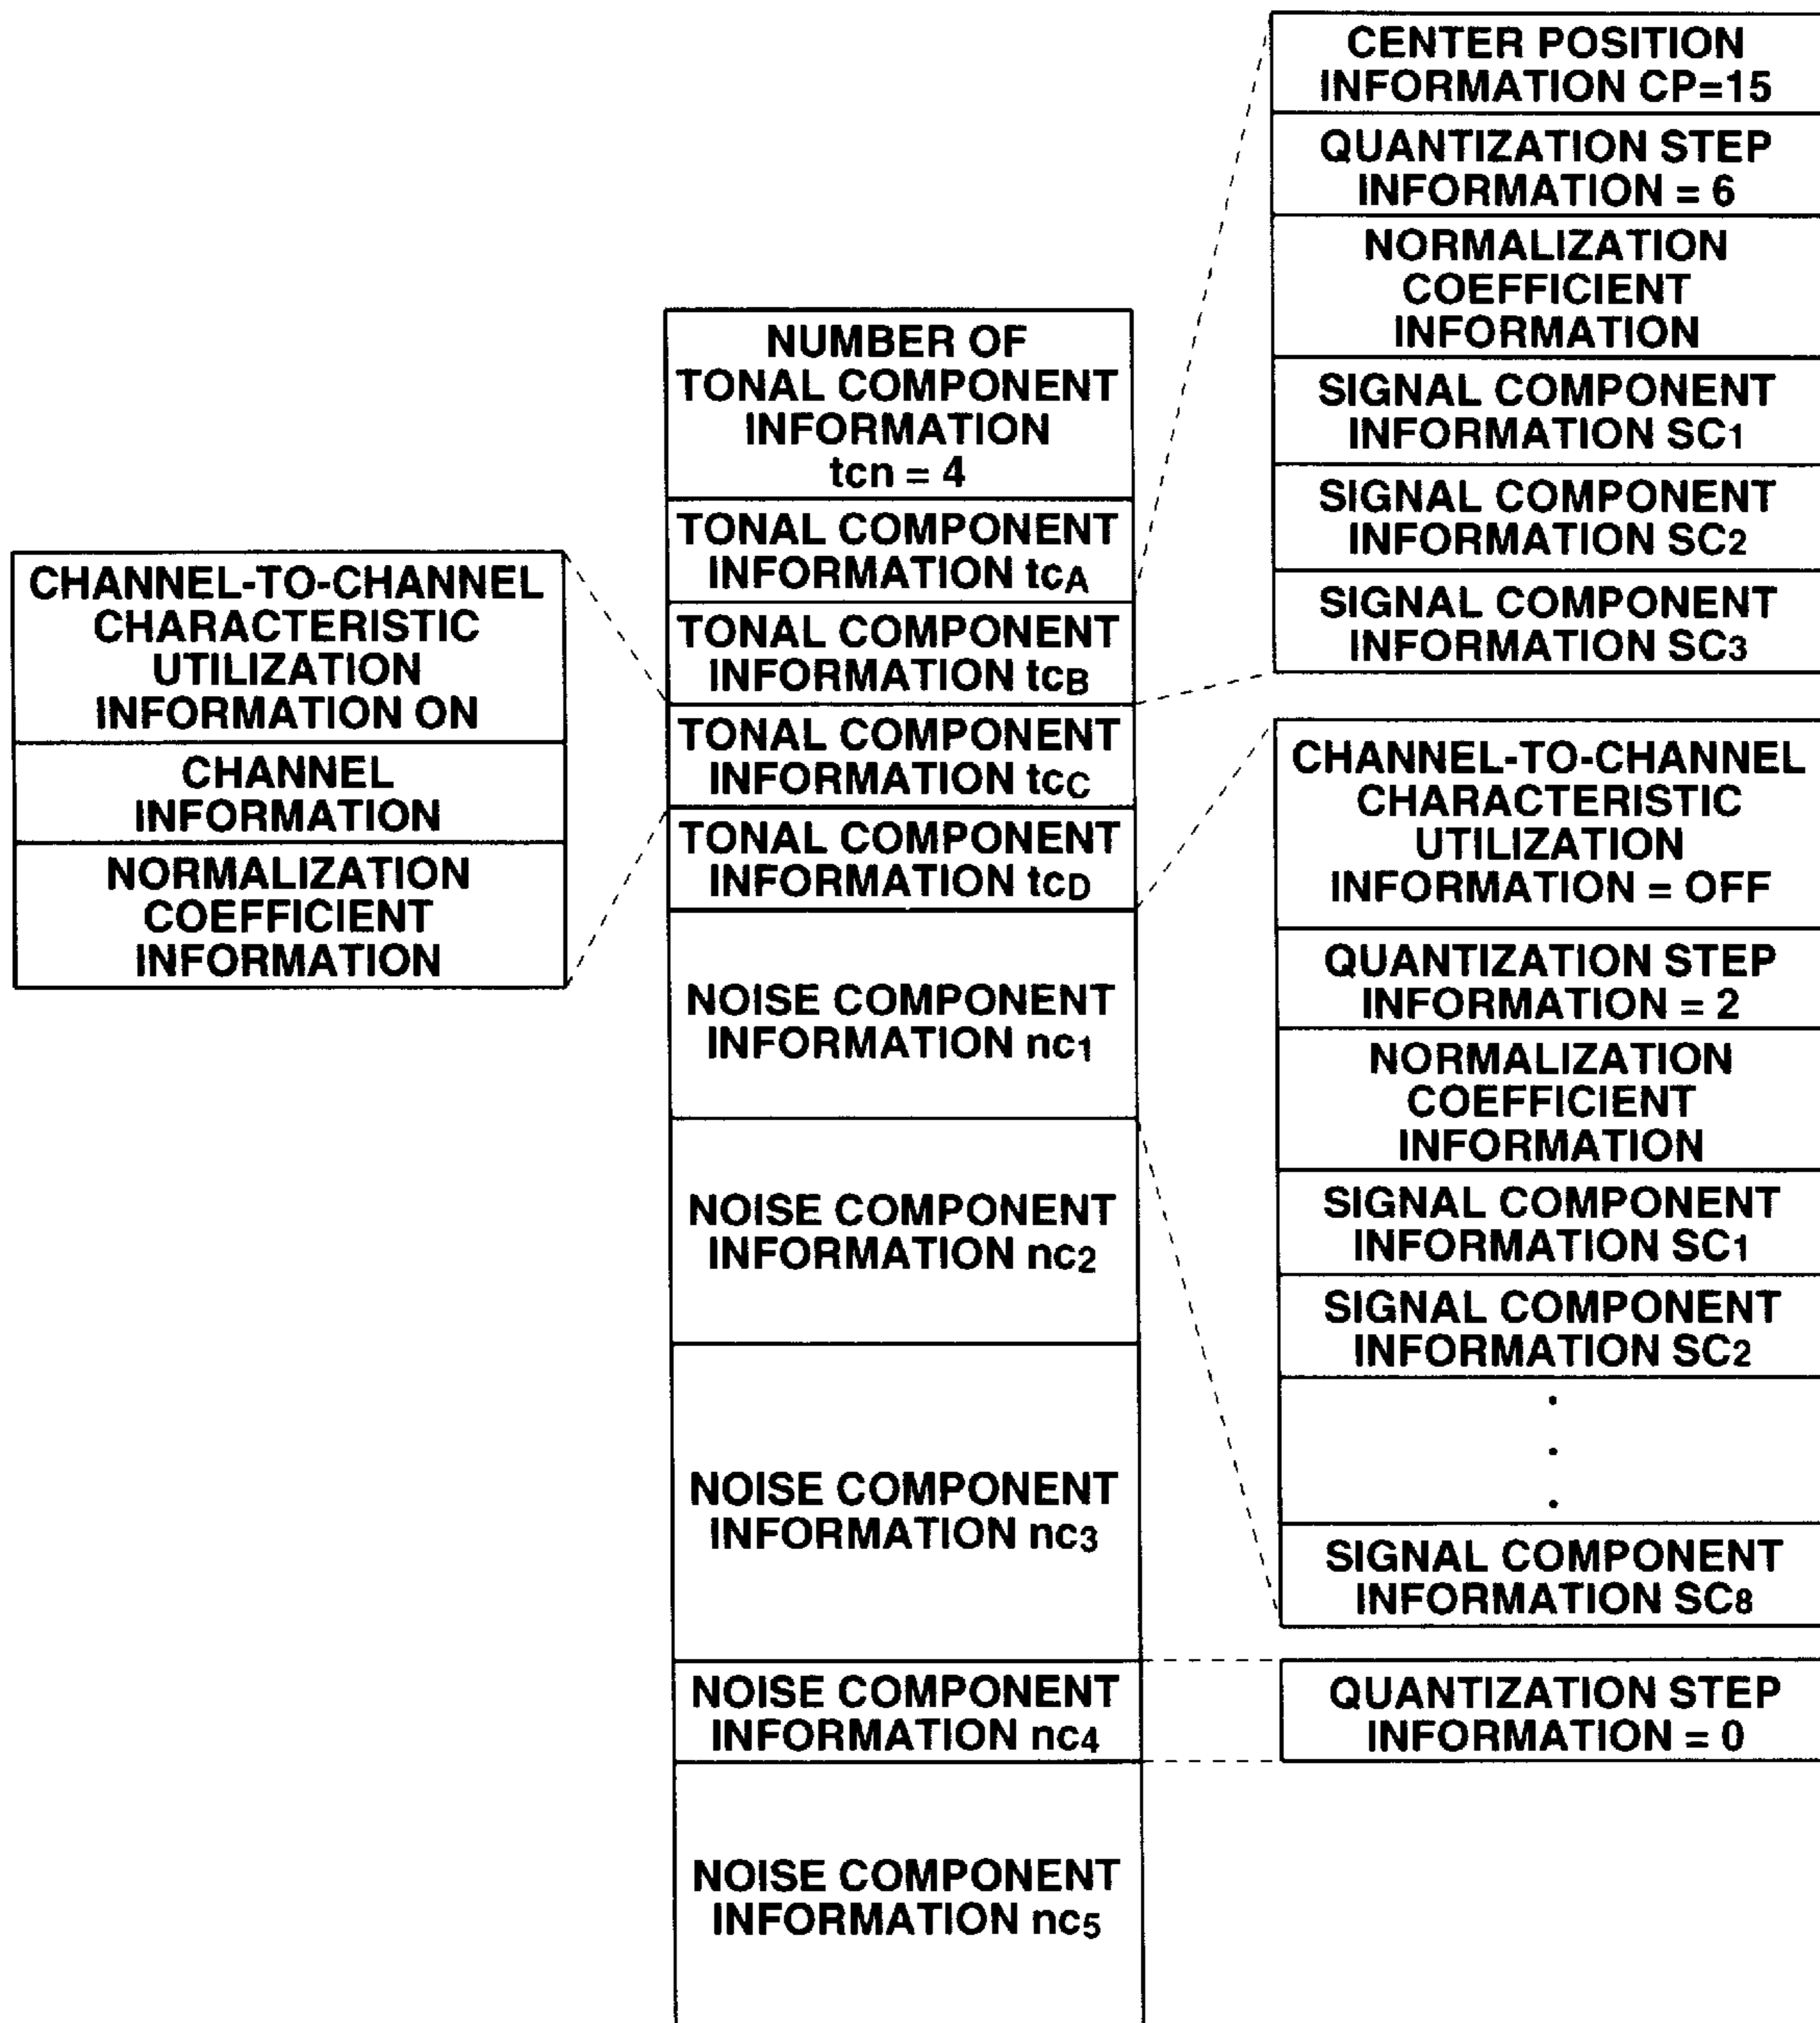 CHANNEL-TO-CHANNEL
CHARACTERISTIC
UTILIZATION
INFORMATION ON
CHANNEL
INFORMATION
NORMALIZATION
COEFFICIENT
INFORMATION
NUMBER OF
TONAL COMPONENT
INFORMATION
tcn = 4
TONAL COMPONENT
INFORMATION tcA
TONAL COMPONENT
INFORMATION tcB
TONAL COMPONENT
INFORMATION tcC
TONAL COMPONENT
INFORMATION tcD
NOISE COMPONENT
INFORMATION nc1
NOISE COMPONENT
INFORMATION nc2
NOISE COMPONENT
INFORMATION nc3
NOISE COMPONENT
INFORMATION nc4
NOISE COMPONENT
INFORMATION nc5
CENTER POSITION
INFORMATION CP=15
QUANTIZATION STEP
INFORMATION = 6
NORMALIZATION
COEFFICIENT
INFORMATION
SIGNAL COMPONENT
INFORMATION SC1
SIGNAL COMPONENT
INFORMATION SC2
SIGNAL COMPONENT
INFORMATION SC3
CHANNEL-TO-CHANNEL
CHARACTERISTIC
UTILIZATION
INFORMATION = OFF
QUANTIZATION STEP
INFORMATION = 2
NORMALIZATION
COEFFICIENT
INFORMATION
SIGNAL COMPONENT
INFORMATION SC1
SIGNAL COMPONENT
INFORMATION SC2
.
.
.
SIGNAL COMPONENT
INFORMATION SC8
QUANTIZATION STEP
INFORMATION = 0